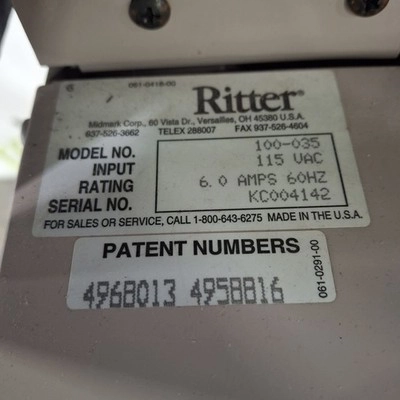 6 061-0418-00
Ritter®
Midmark Corp., 60 Vista Dr., Versailles, OH 45380 U.S.A.
937-526-3662 TELEX 288007 FAX 937-526-4604
MODEL NO. 100-035
INPUT 115 VAC
RATING 6.0 AMPS 60HZ
SERIAL NO. KC004142
FOR SALES OR SERVICE, CALL 1-800-643-6275 MADE IN THE U.S.A.
PATENT NUMBERS
4968013 4958816
061-0291-00